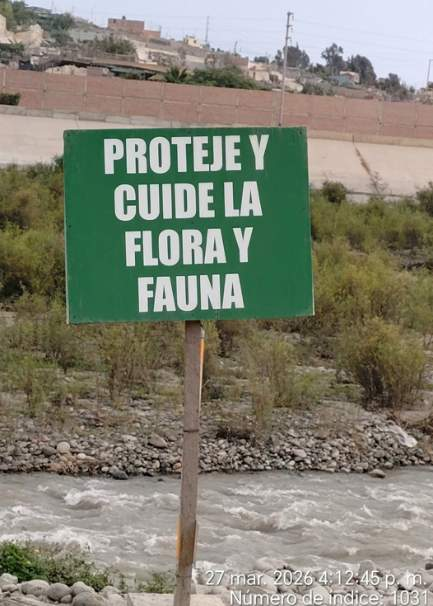 PROTEJE Y
CUIDE LA
FLORA Y
FAUNA
27 mar. 2026 4:12:45 p. m.
Número de índice: 1031